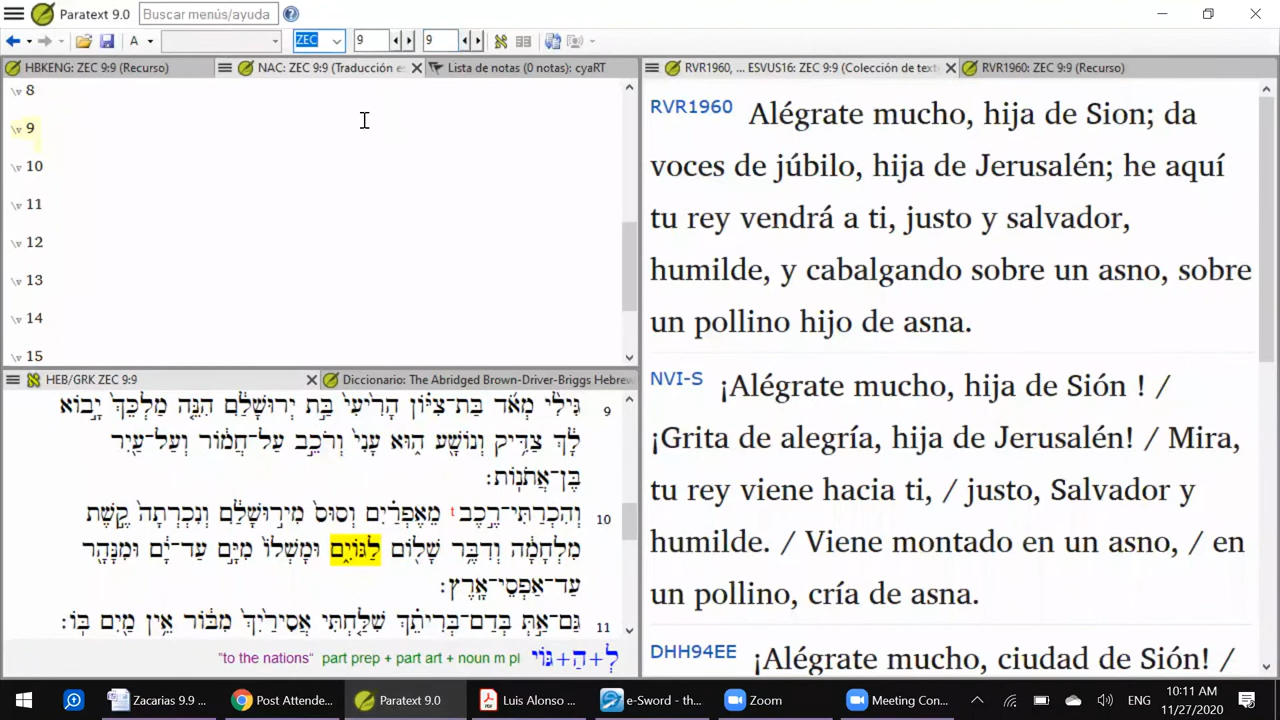 Paratext 9.0
Buscar menús/ayuda
A
ZEC
9
9
HBKENG: ZEC 9:9 (Recurso)
NAC: ZEC 9:9 (Traducción es
Lista de notas (0 notas): cyaRT
\v 8
\v 9
\v 10
\v 11
\v 12
\v 13
\v 14
\v 15
HEB/GRK ZEC 9:9
Diccionario: The Abridged Brown-Driver-Briggs Hebrew
9 גִּילִ֨י מְאֹ֜ד בַּת־צִיּ֗וֹן הָרִ֙יעִי֙ בַּ֣ת יְרוּשָׁלִַ֔ם הִנֵּ֤ה מַלְכֵּךְ֙ יָ֣בוֹא
לָ֔ךְ צַדִּ֥יק וְנוֹשָׁ֖ע ה֑וּא עָנִי֙ וְרֹכֵ֣ב עַל־חֲמ֔וֹר וְעַל־עַ֖יִר
בֶּן־אֲתֹנֽוֹת׃
10 וְהִכְרַתִּי־רֶ֣כֶב t מֵאֶפְרַ֗יִם וְסוּס֙ מִיר֣וּשָׁלִַ֔ם וְנִכְרְתָה֙ קֶ֣שֶׁת
מִלְחָמָ֔ה וְדִבֶּ֥ר שָׁל֖וֹם לַגּוֹיִ֑ם וּמָשְׁלוֹ֙ מִיָּ֣ם עַד־יָ֔ם וּמִנָּהָ֖ר
עַד־אַפְסֵי־אָֽרֶץ׃
11 גַּם־אַ֣תְּ בְּדַם־בְּרִיתֵ֗ךְ שִׁלַּ֤חְתִּי אֲסִירַ֙יִךְ֙ מִבּ֔וֹר אֵ֥ין מַ֖יִם בּֽוֹ׃
"to the nations" part prep + part art + noun m pl לְ+הַ+גּוֹי
RVR1960, ... ESVUS16: ZEC 9:9 (Colección de text
RVR1960: ZEC 9:9 (Recurso)
RVR1960 Alégrate mucho, hija de Sion; da
voces de júbilo, hija de Jerusalén; he aquí
tu rey vendrá a ti, justo y salvador,
humilde, y cabalgando sobre un asno, sobre
un pollino hijo de asna.
NVI-S ¡Alégrate mucho, hija de Sión ! /
¡Grita de alegría, hija de Jerusalén! / Mira,
tu rey viene hacia ti, / justo, Salvador y
humilde. / Viene montado en un asno, / en
un pollino, cría de asna.
DHH94EE ¡Alégrate mucho, ciudad de Sión! /
Zacarias 9.9 ...
Post Attende...
Paratext 9.0
Luis Alonso ...
e-Sword - th...
Zoom
Meeting Con...
ENG
10:11 AM
11/27/2020